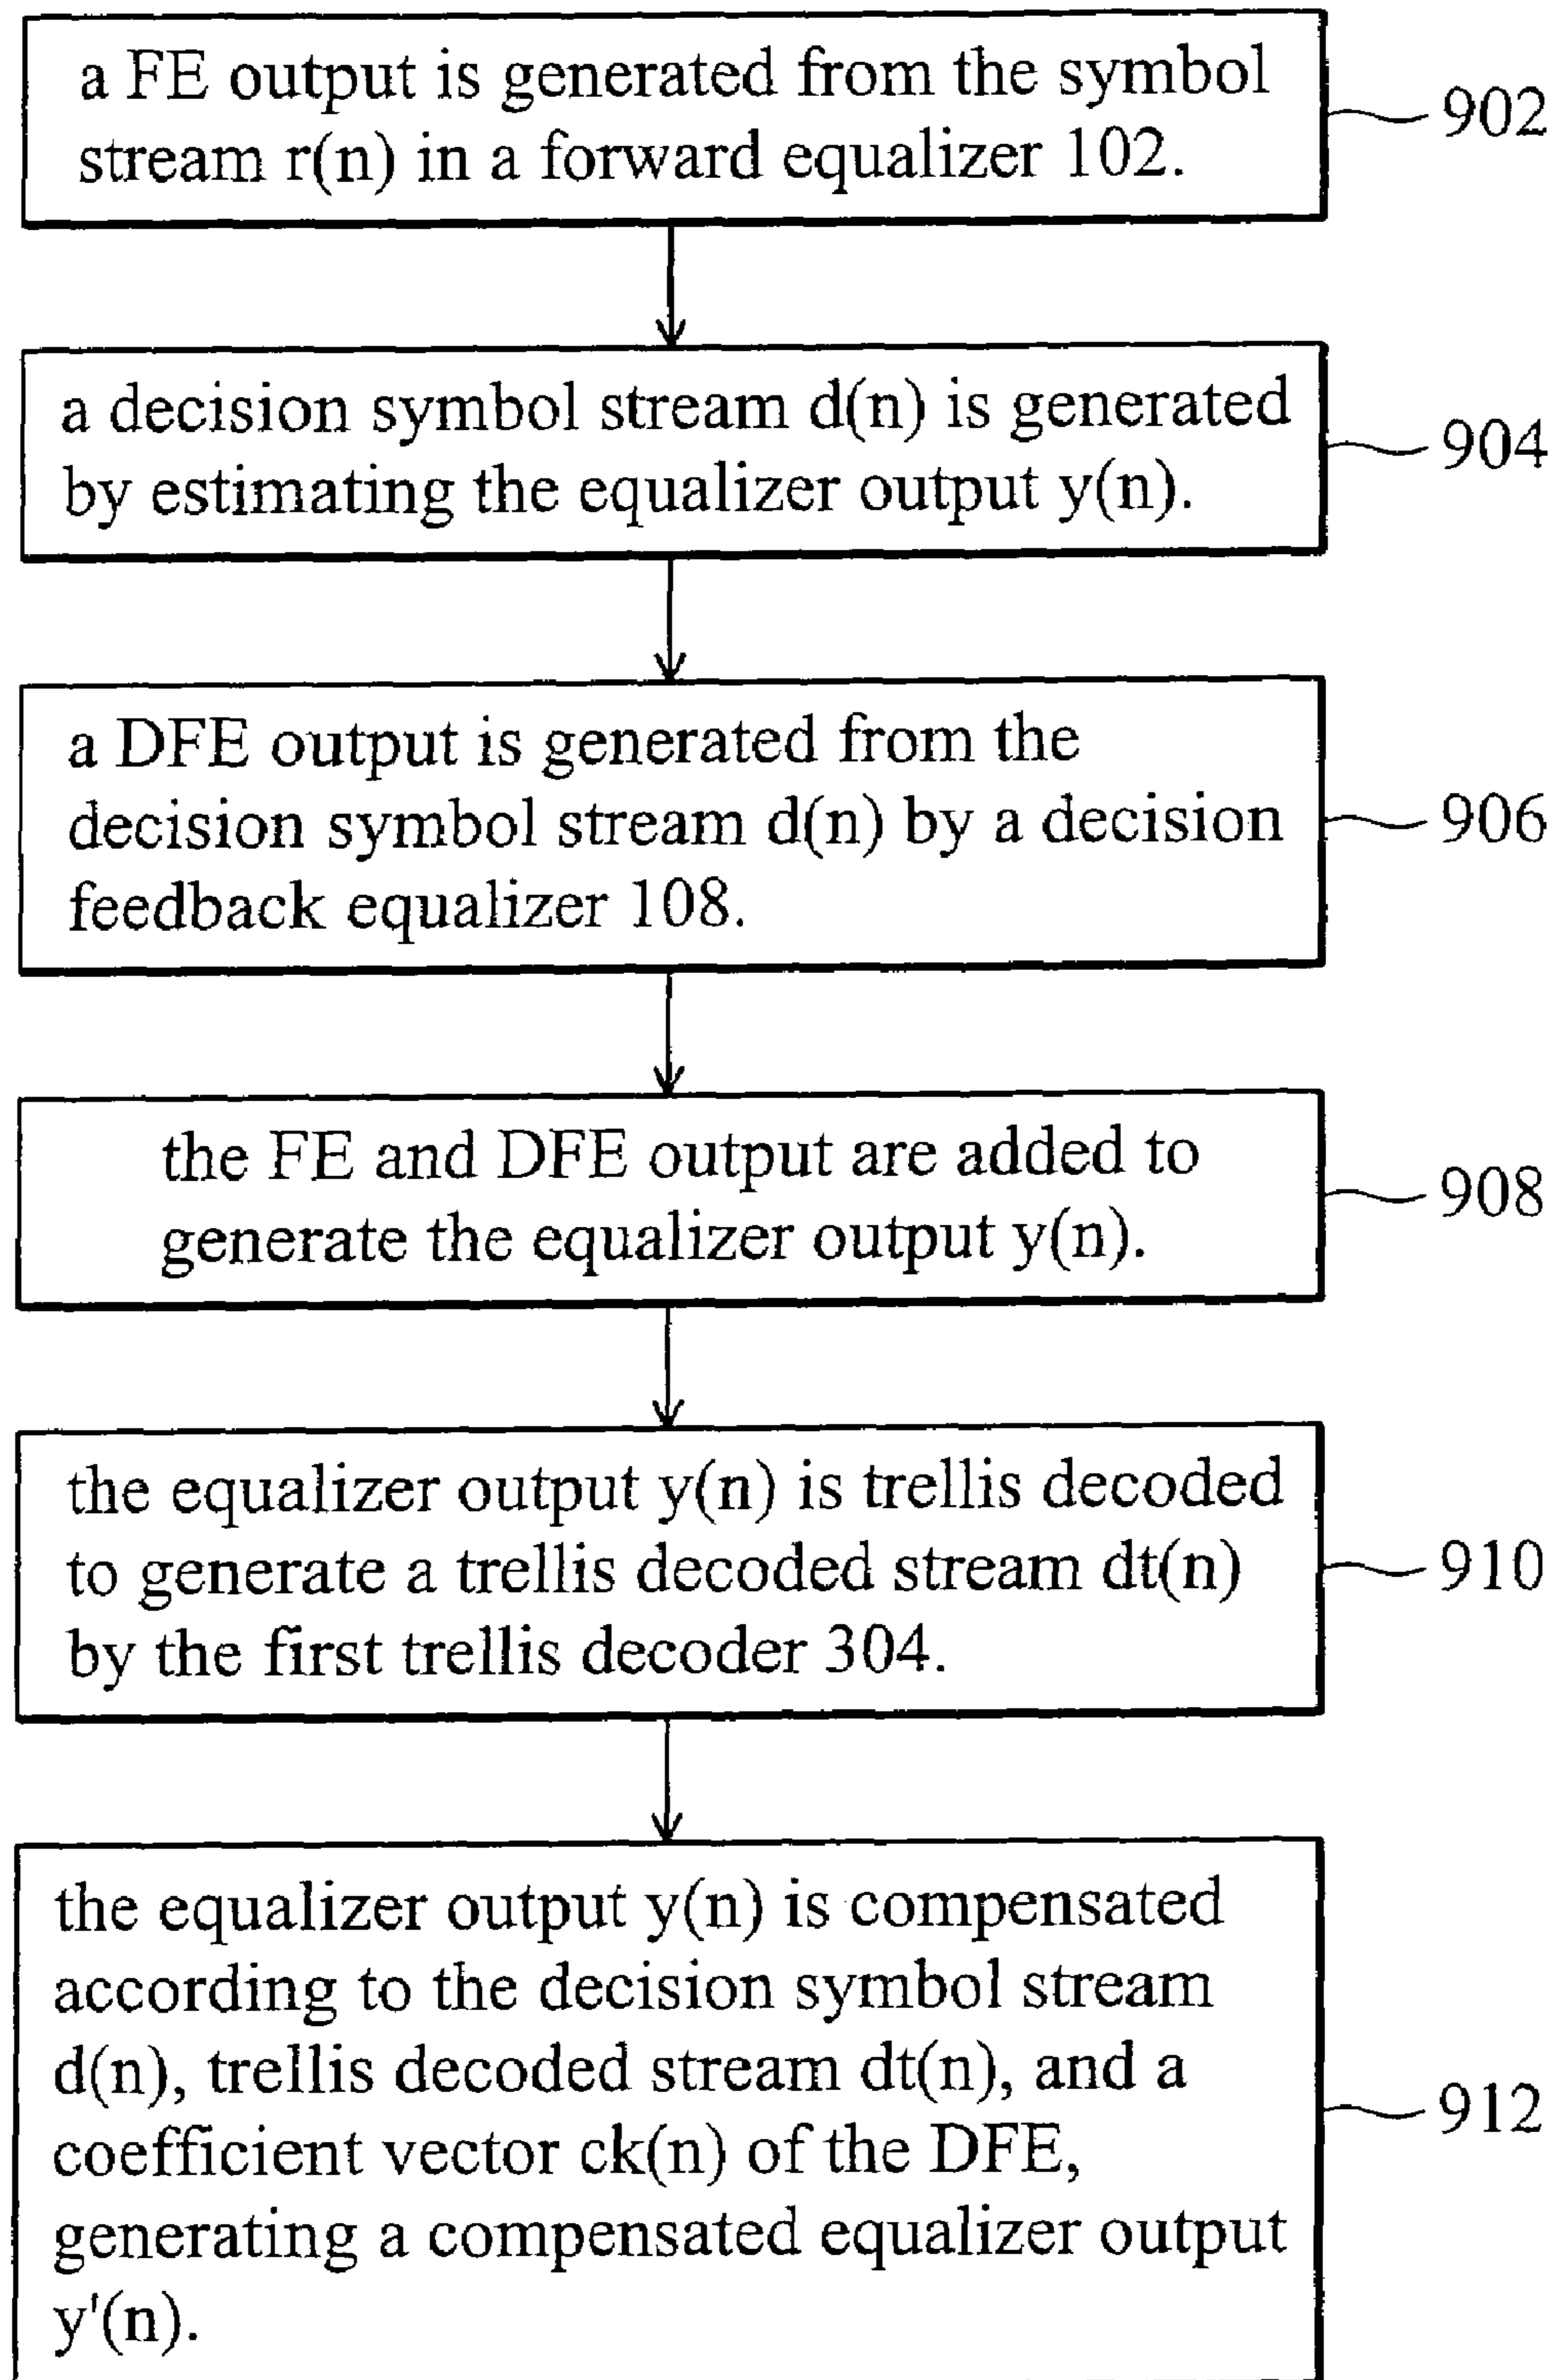 a FE output is generated from the symbol
stream r(n) in a forward equalizer 102.
902
a decision symbol stream d(n) is generated
by estimating the equalizer output y(n).
904
a DFE output is generated from the
decision symbol stream d(n) by a decision
feedback equalizer 108.
906
the FE and DFE output are added to
generate the equalizer output y(n).
908
the equalizer output y(n) is trellis decoded
to generate a trellis decoded stream dt(n)
by the first trellis decoder 304.
910
the equalizer output y(n) is compensated
according to the decision symbol stream
d(n), trellis decoded stream dt(n), and a
coefficient vector ck(n) of the DFE,
generating a compensated equalizer output
y'(n).
912